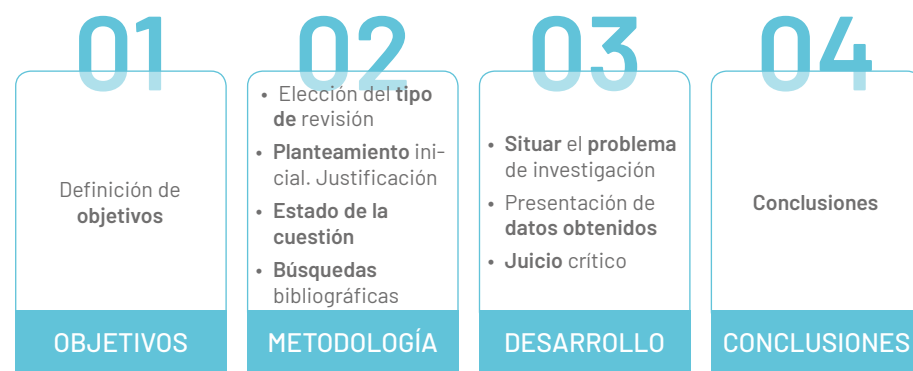 01
Definición de
objetivos
OBJETIVOS
02
• Elección del tipo
de revisión
• Planteamiento ini-
cial. Justificación
• Estado de la
cuestión
• Búsquedas
bibliográficas
METODOLOGÍA
03
• Situar el problema
de investigación
• Presentación de
datos obtenidos
• Juicio crítico
DESARROLLO
04
Conclusiones
CONCLUSIONES